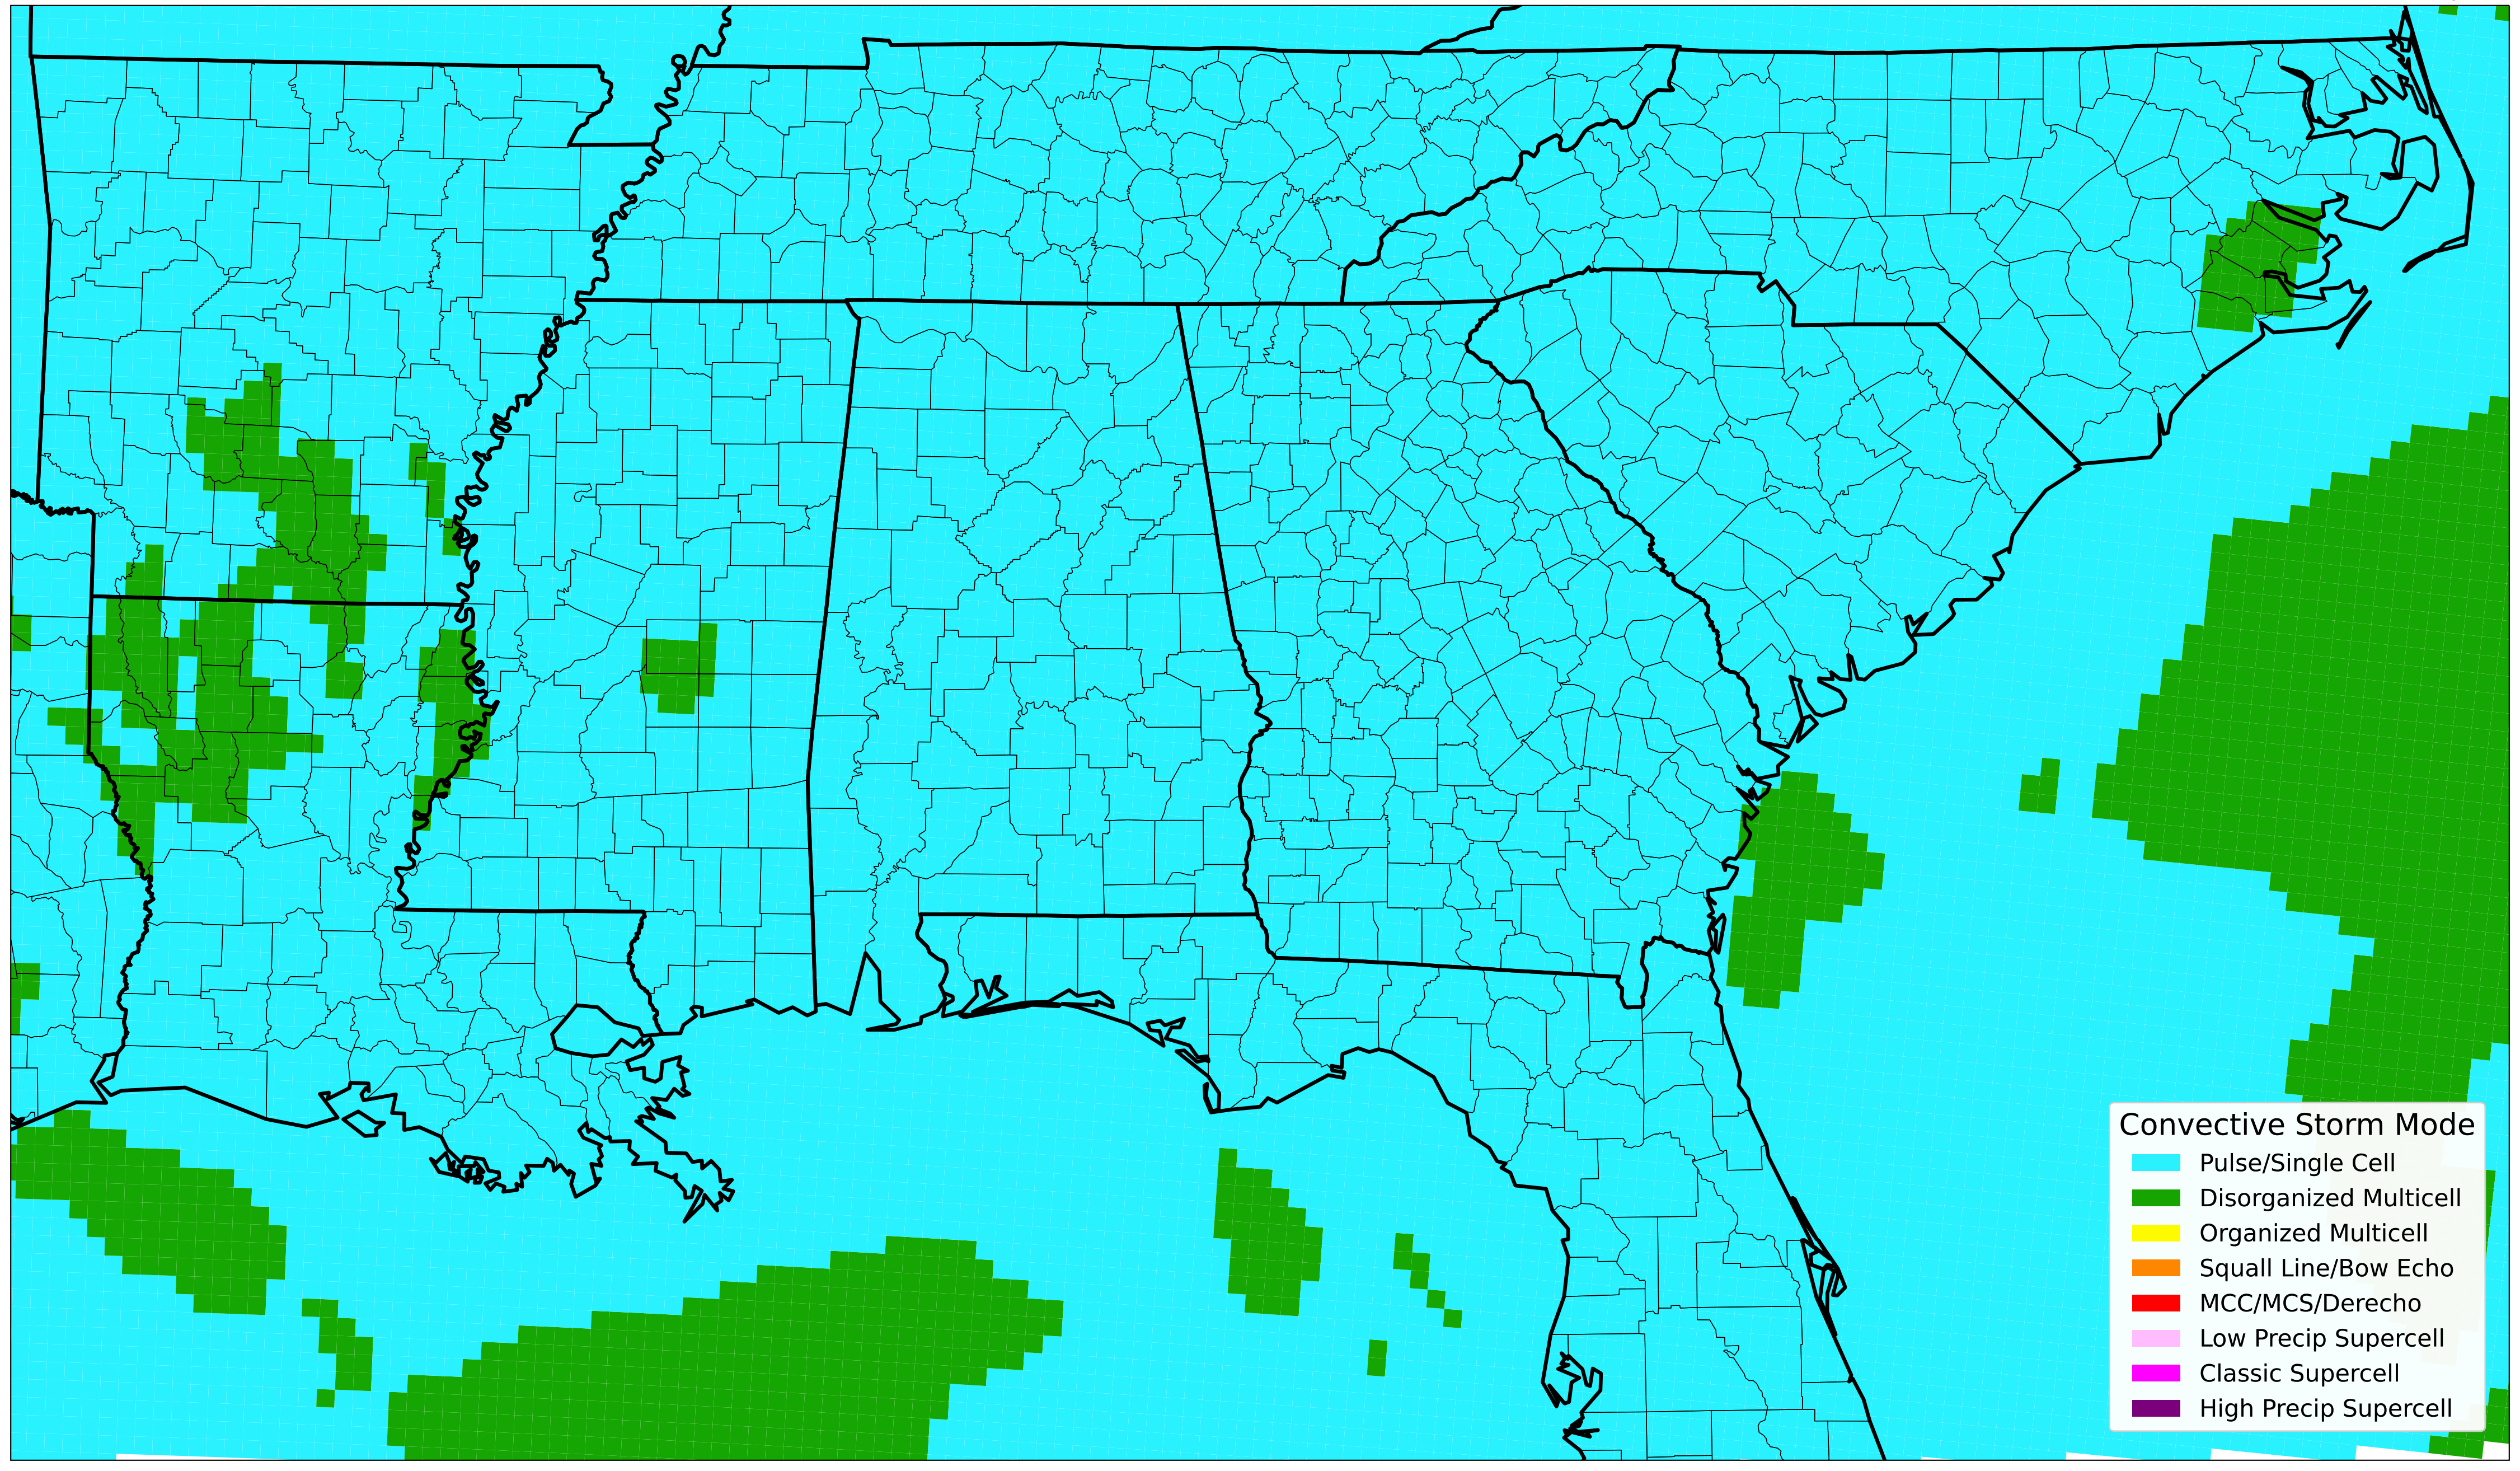 Convective Storm Mode
Pulse/Single Cell
Disorganized Multicell
Organized Multicell
Squall Line/Bow Echo
MCC/MCS/Derecho
Low Precip Supercell
Classic Supercell
High Precip Supercell